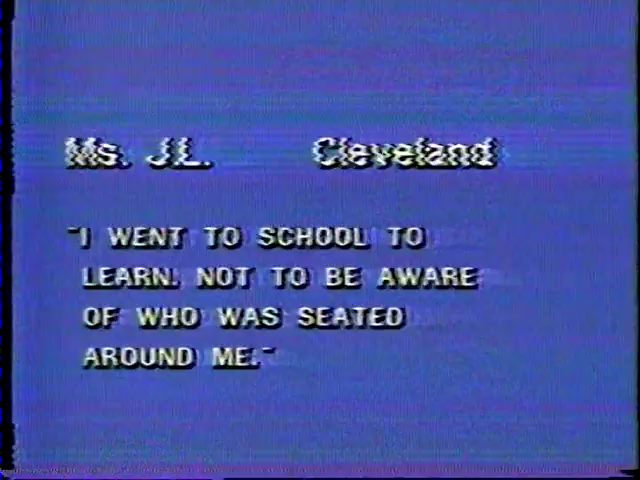 Ms. J.L. Cleveland
"I WENT TO SCHOOL TO
LEARN, NOT TO BE AWARE
OF WHO WAS SEATED
AROUND ME."